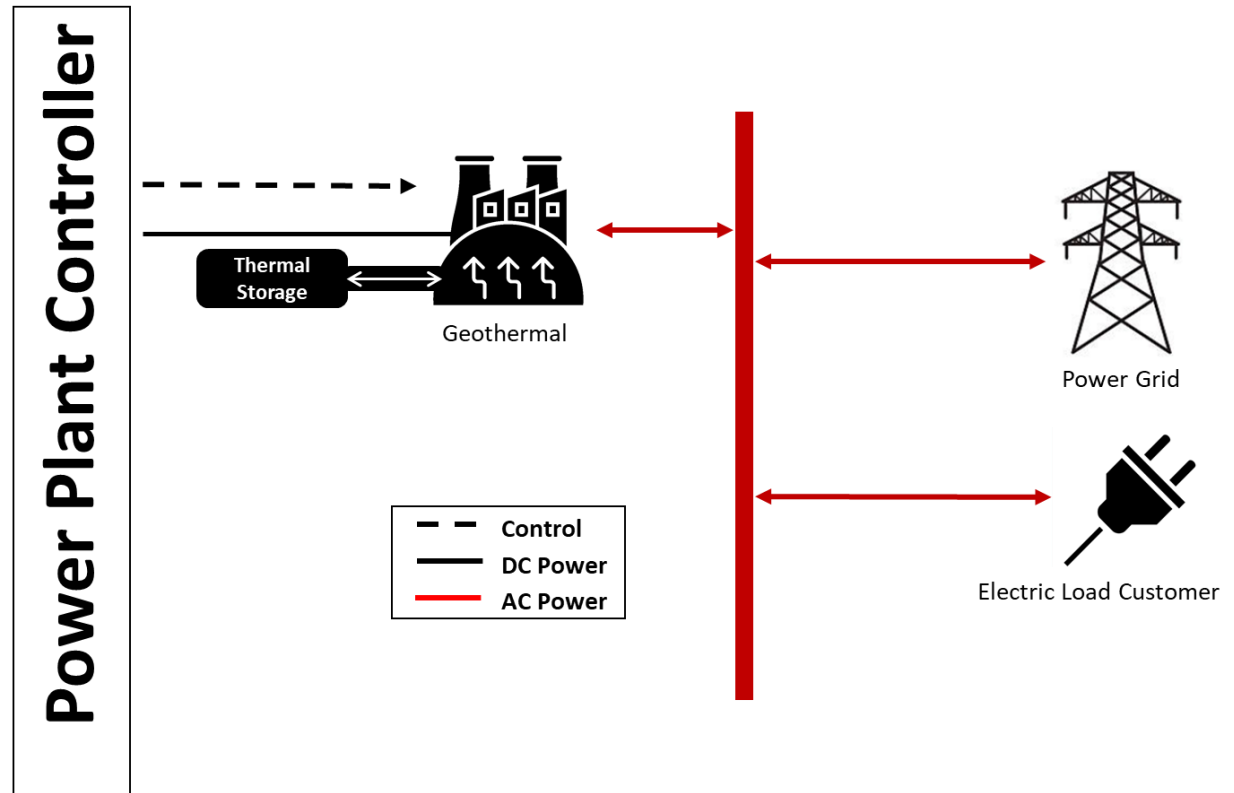 Power Plant Controller
Thermal
Storage
Geothermal
Power Grid
Control
DC Power
AC Power
Electric Load Customer